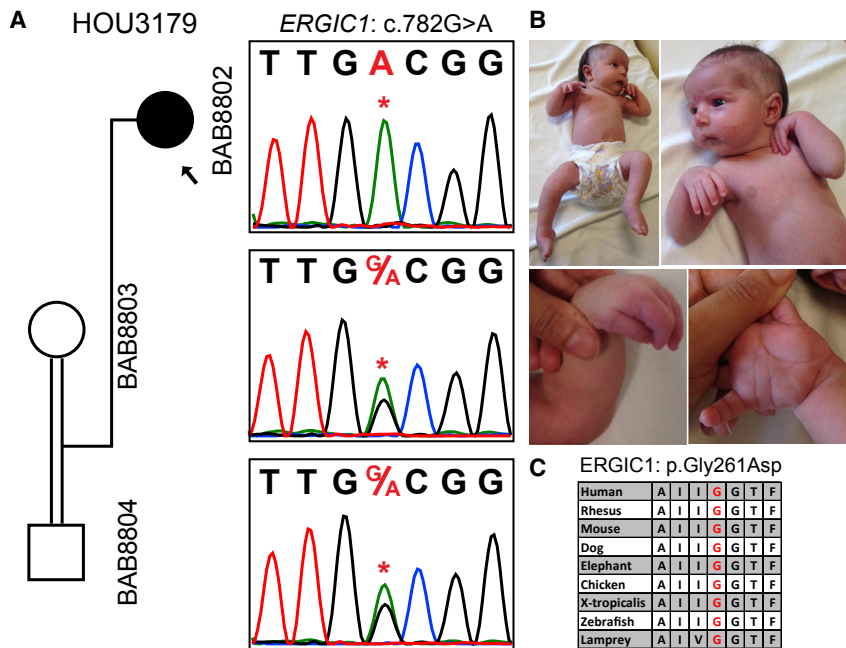 A
HOU3179
BAB8802
BAB8803
BAB8804
ERGIC1: c.782G>A
T T G A C G G
*
T T G G/A C G G
*
T T G G/A C G G
*
B
C
ERGIC1: p.Gly261Asp
Human A I I G G T F
Rhesus A I I G G T F
Mouse A I I G G T F
Dog A I I G G T F
Elephant A I I G G T F
Chicken A I I G G T F
X-tropicalis A I I G G T F
Zebrafish A I I G G T F
Lamprey A I V G G T F